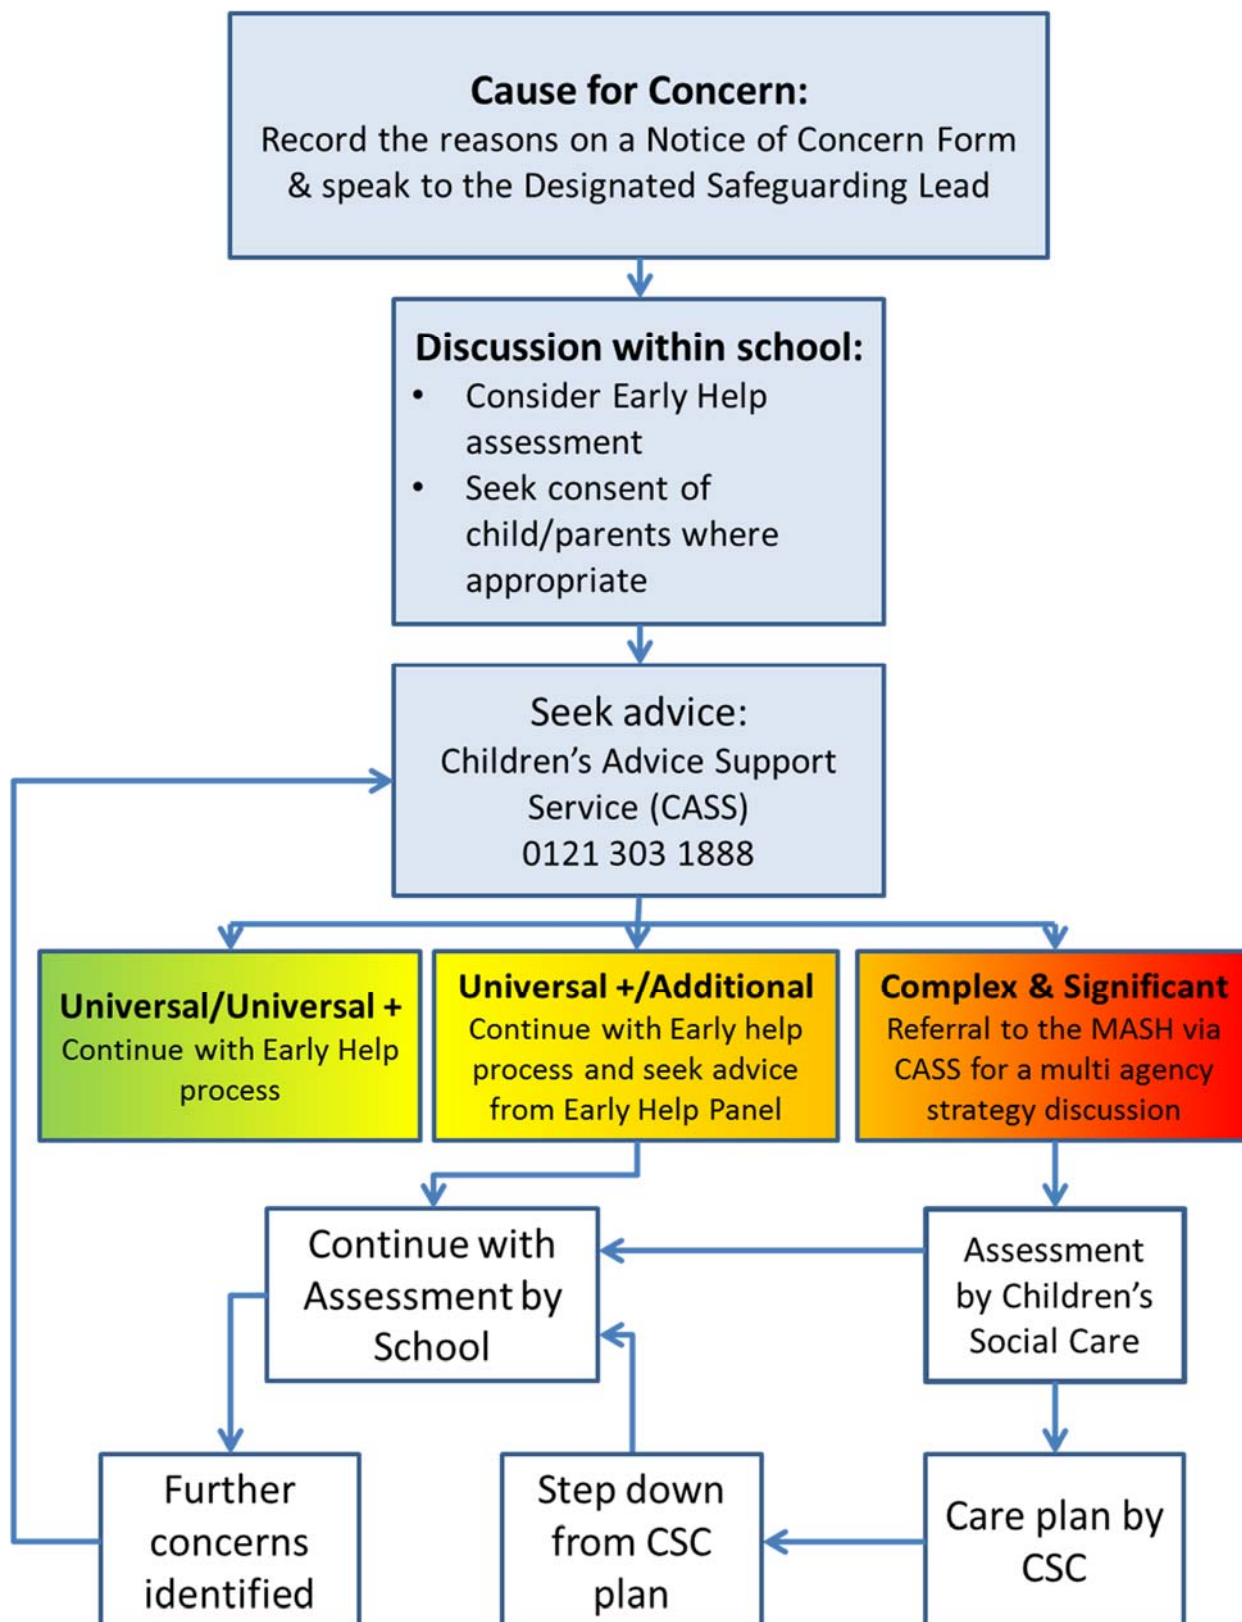 Cause for Concern:
Record the reasons on a Notice of Concern Form
& speak to the Designated Safeguarding Lead
Discussion within school:
• Consider Early Help
assessment
• Seek consent of
child/parents where
appropriate
Seek advice:
Children’s Advice Support
Service (CASS)
0121 303 1888
Universal/Universal +
Continue with Early Help
process
Universal +/Additional
Continue with Early help
process and seek advice
from Early Help Panel
Complex & Significant
Referral to the MASH via
CASS for a multi agency
strategy discussion
Continue with
Assessment by
School
Assessment
by Children’s
Social Care
Further
concerns
identified
Step down
from CSC
plan
Care plan by
CSC